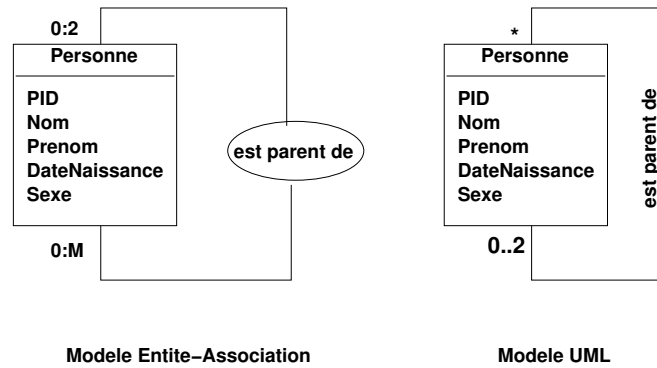 0:2
Personne
PID
Nom
Prenom
DateNaissance
Sexe
0:M
est parent de
*
Personne
PID
Nom
Prenom
DateNaissance
Sexe
0..2
est parent de
Modele Entite−Association
Modele UML